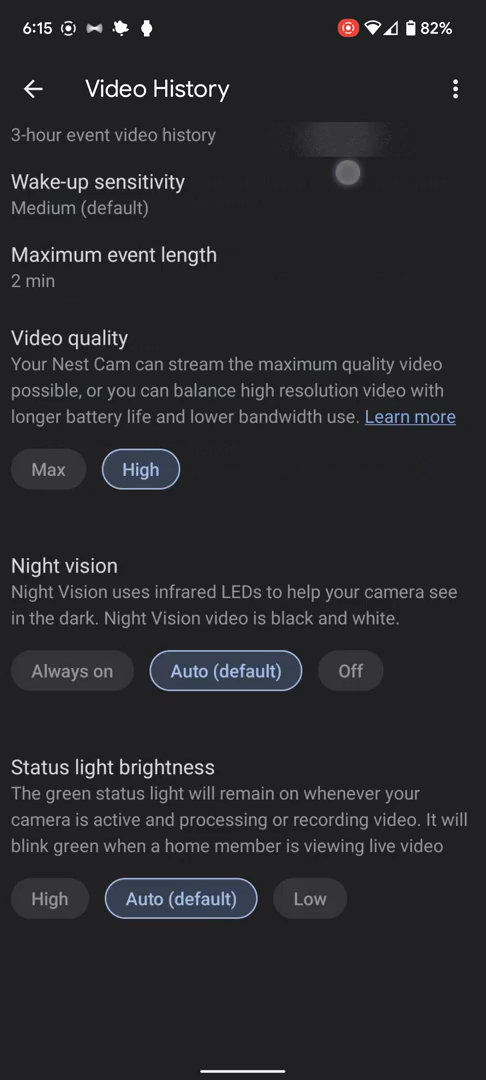 6:15
82%
Video History
3-hour event video history
Wake-up sensitivity
Medium (default)
Maximum event length
2 min
Video quality
Your Nest Cam can stream the maximum quality video
possible, or you can balance high resolution video with
longer battery life and lower bandwidth use. Learn more
Max
High
Night vision
Night Vision uses infrared LEDs to help your camera see
in the dark. Night Vision video is black and white.
Always on
Auto (default)
Off
Status light brightness
The green status light will remain on whenever your
camera is active and processing or recording video. It will
blink green when a home member is viewing live video
High
Auto (default)
Low